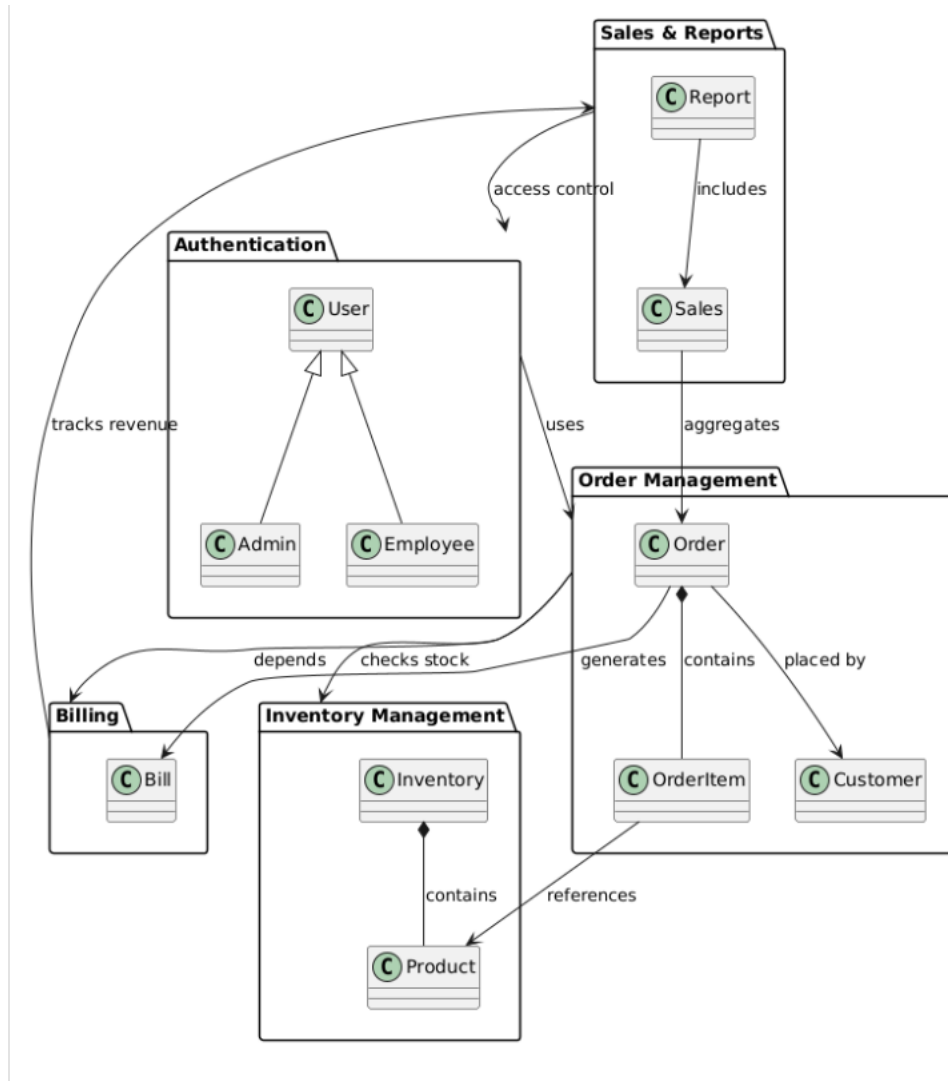 Sales & Reports
C Report
access control
includes
Authentication
C User
C Sales
tracks revenue
uses
aggregates
Order Management
C Admin
C Employee
C Order
depends
checks stock
generates
contains
placed by
Billing
Inventory Management
C Bill
C Inventory
C OrderItem
C Customer
contains
references
C Product